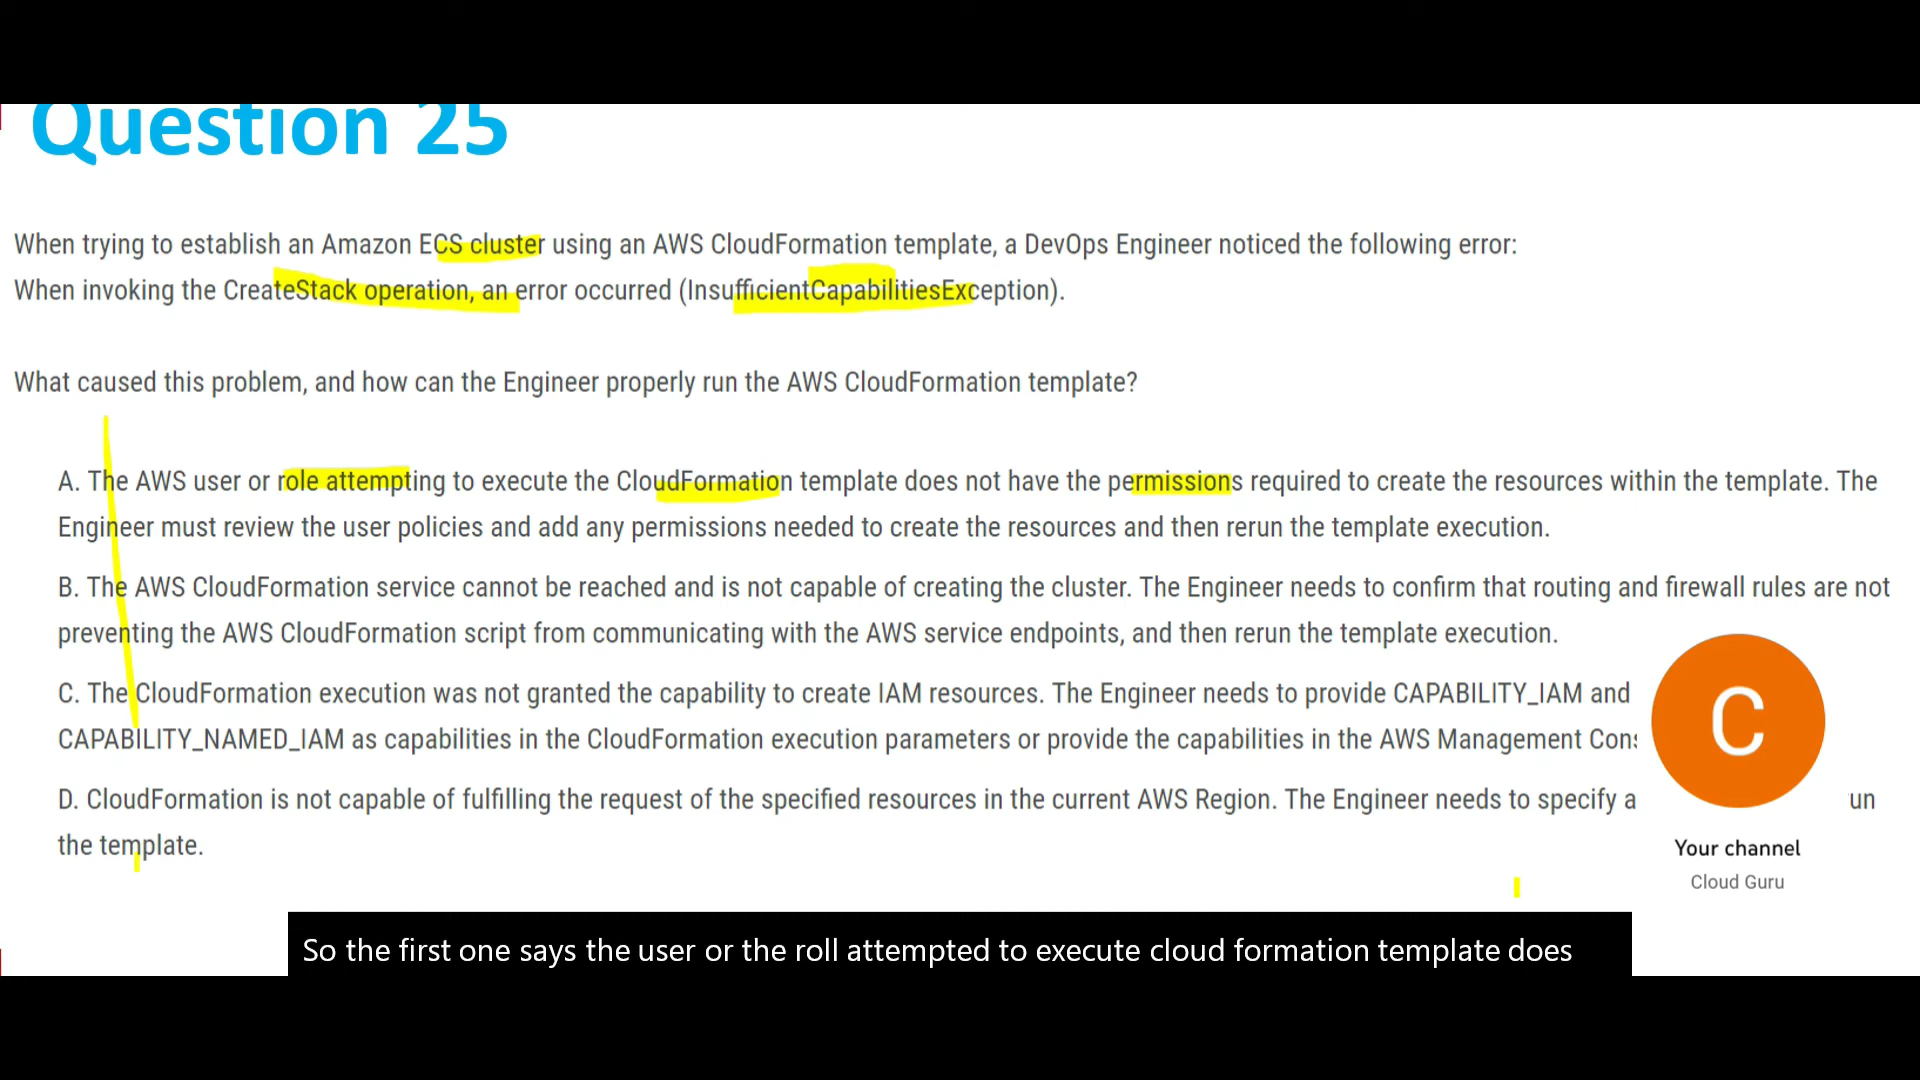 Question 25
When trying to establish an Amazon ECS cluster using an AWS CloudFormation template, a DevOps Engineer noticed the following error:
When invoking the CreateStack operation, an error occurred (InsufficientCapabilitiesException).
What caused this problem, and how can the Engineer properly run the AWS CloudFormation template?
A. The AWS user or role attempting to execute the CloudFormation template does not have the permissions required to create the resources within the template. The
Engineer must review the user policies and add any permissions needed to create the resources and then rerun the template execution.
B. The AWS CloudFormation service cannot be reached and is not capable of creating the cluster. The Engineer needs to confirm that routing and firewall rules are not
preventing the AWS CloudFormation script from communicating with the AWS service endpoints, and then rerun the template execution.
C. The CloudFormation execution was not granted the capability to create IAM resources. The Engineer needs to provide CAPABILITY_IAM and
CAPABILITY_NAMED_IAM as capabilities in the CloudFormation execution parameters or provide the capabilities in the AWS Management
D. CloudFormation is not capable of fulfilling the request of the specified resources in the current AWS Region. The Engineer needs to specify a un
the template.
C
Your channel
Cloud Guru
So the first one says the user or the roll attempted to execute cloud formation template does